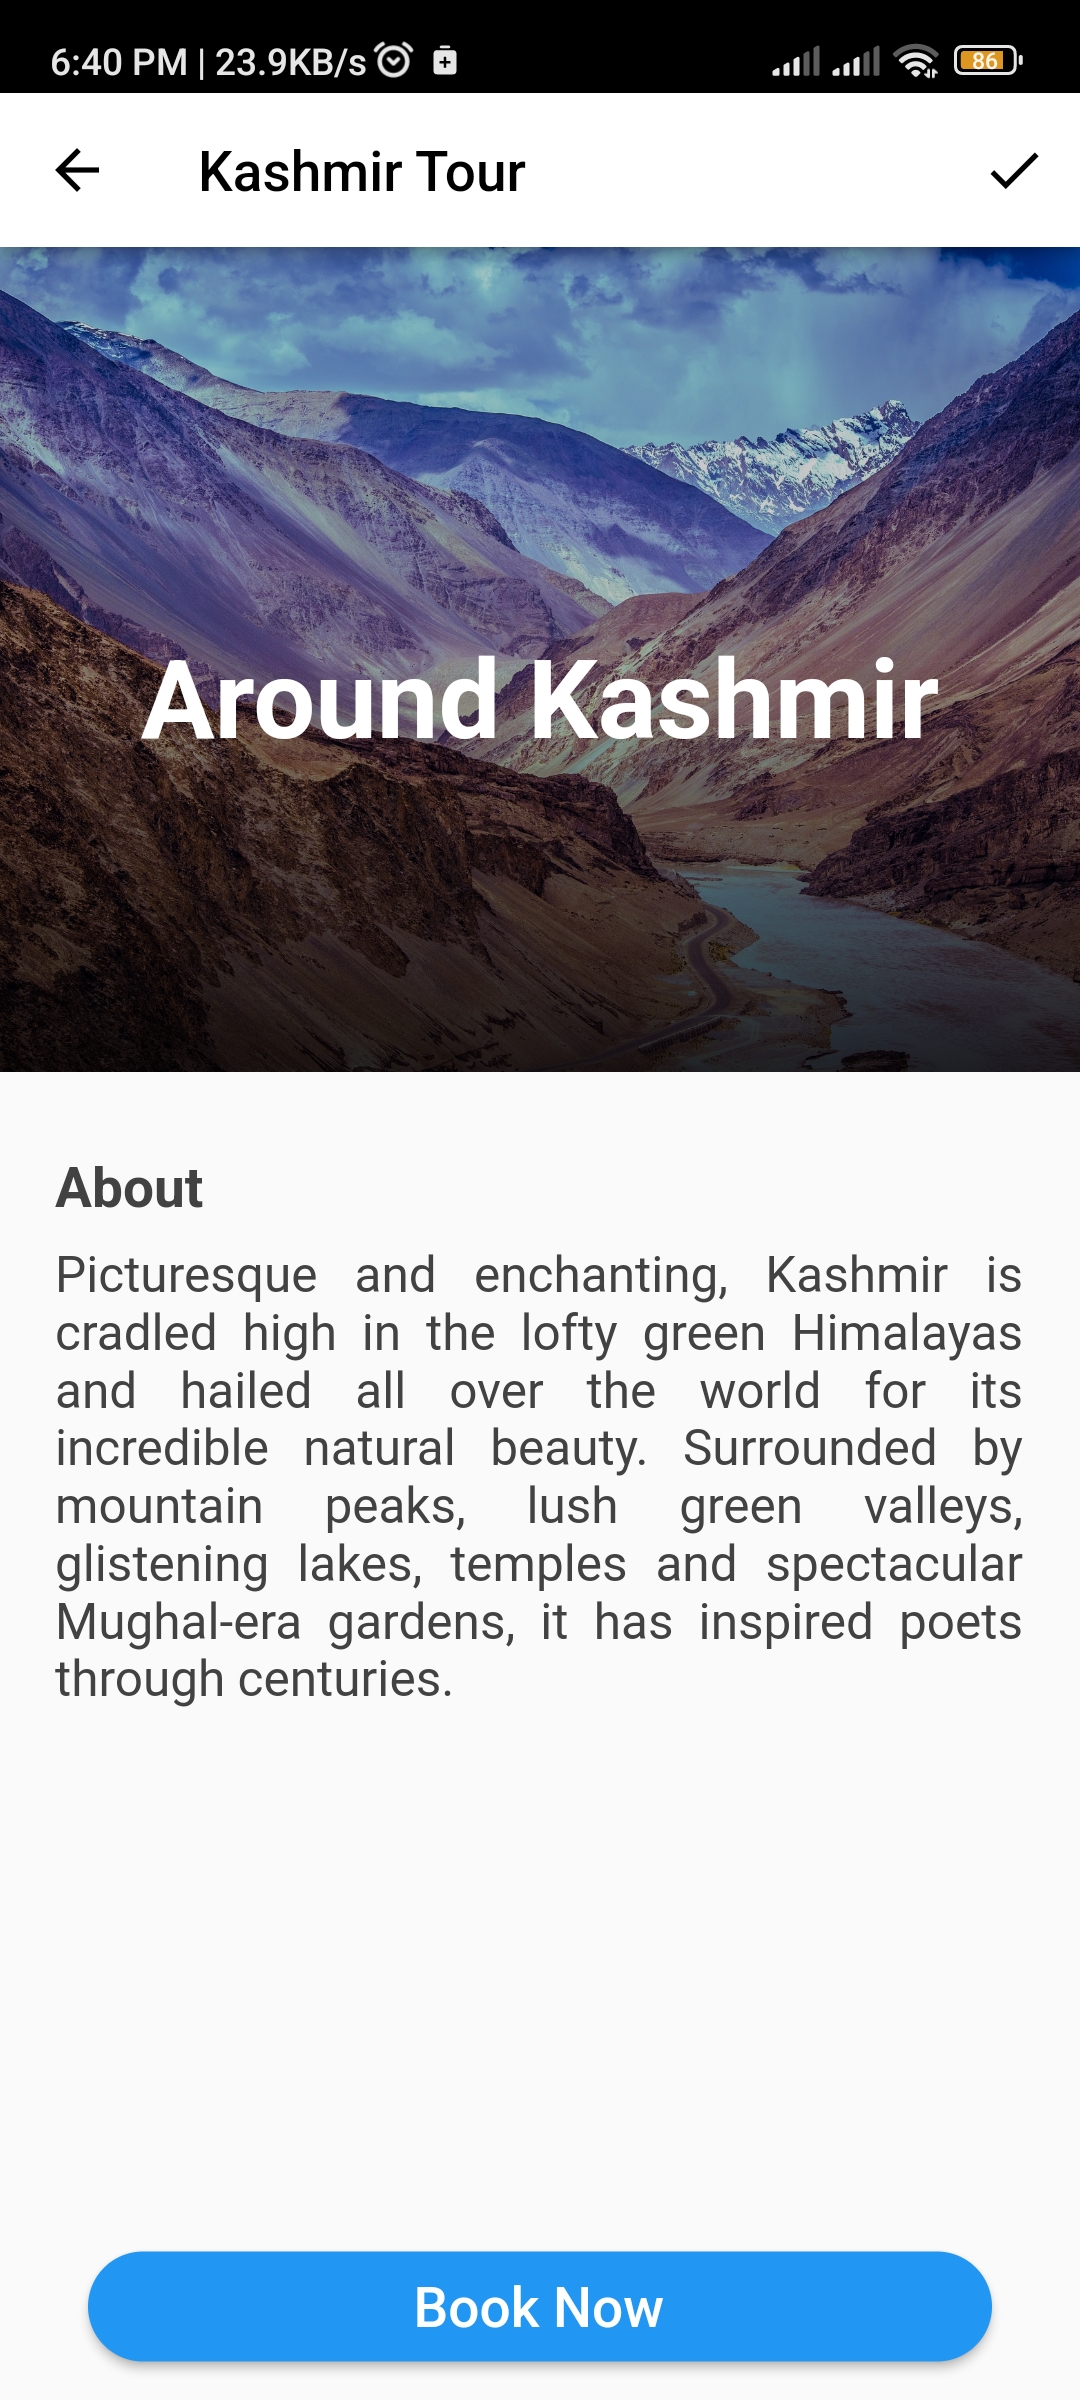 6:40 PM | 23.9KB/s
86
Kashmir Tour
Around Kashmir
About
Picturesque and enchanting, Kashmir is
cradled high in the lofty green Himalayas
and hailed all over the world for its
incredible natural beauty. Surrounded by
mountain peaks, lush green valleys,
glistening lakes, temples and spectacular
Mughal-era gardens, it has inspired poets
through centuries.
Book Now